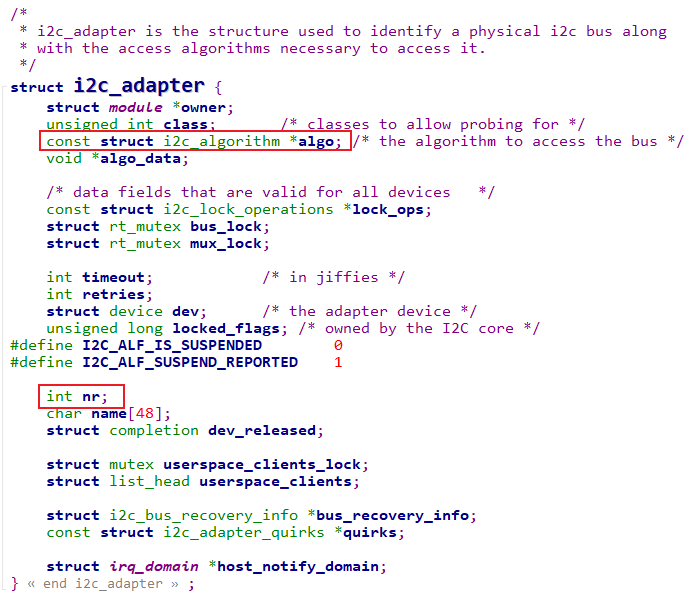 /*
 * i2c_adapter is the structure used to identify a physical i2c bus along
 * with the access algorithms necessary to access it.
 */
struct i2c_adapter {
    struct module *owner;
    unsigned int class;       /* classes to allow probing for */
    const struct i2c_algorithm *algo; /* the algorithm to access the bus */
    void *algo_data;

    /* data fields that are valid for all devices   */
    const struct i2c_lock_operations *lock_ops;
    struct rt_mutex bus_lock;
    struct rt_mutex mux_lock;

    int timeout;            /* in jiffies */
    int retries;
    struct device dev;      /* the adapter device */
    unsigned long locked_flags; /* owned by the I2C core */
#define I2C_ALF_IS_SUSPENDED        0
#define I2C_ALF_SUSPEND_REPORTED    1

    int nr;
    char name[48];
    struct completion dev_released;

    struct mutex userspace_clients_lock;
    struct list_head userspace_clients;

    struct i2c_bus_recovery_info *bus_recovery_info;
    const struct i2c_adapter_quirks *quirks;

    struct irq_domain *host_notify_domain;
} « end i2c_adapter » ;